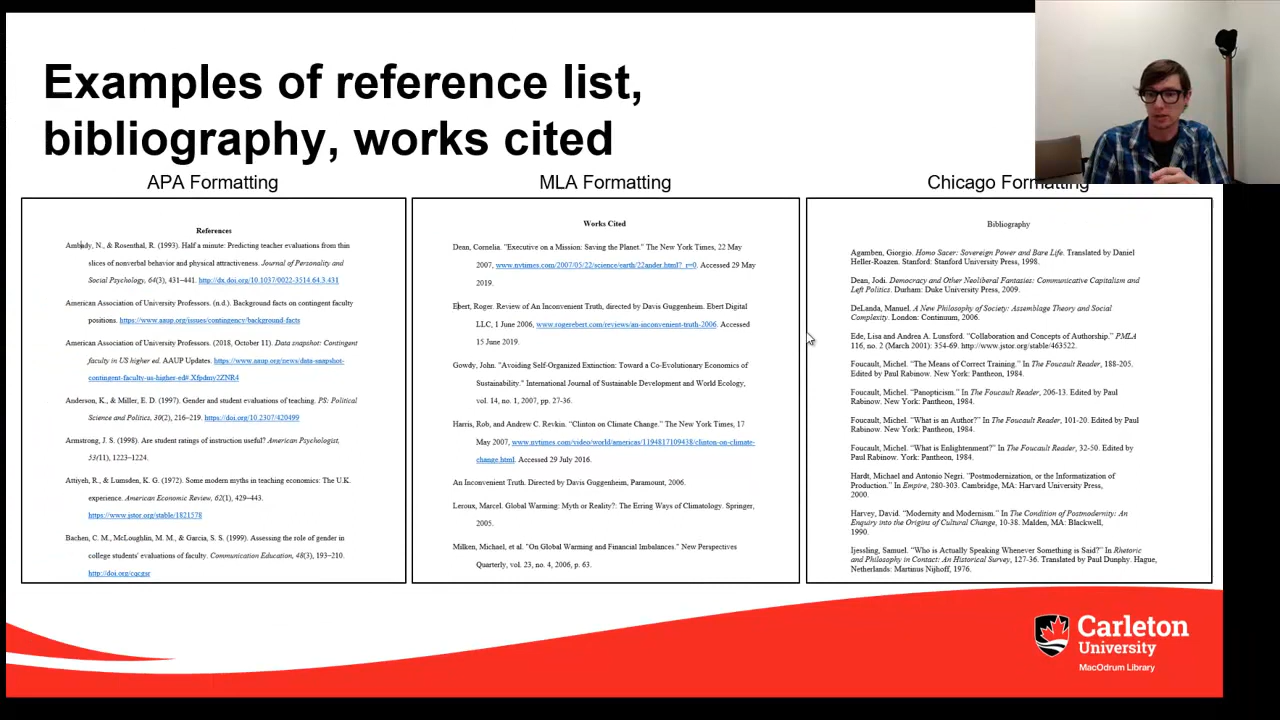 Examples of reference list,
bibliography, works cited
APA Formatting
References
Ambady, N., & Rosenthal, R. (1993). Half a minute: Predicting teacher evaluations from thin
slices of nonverbal behavior and physical attractiveness. Journal of Personality and
Social Psychology, 64(3), 431–441. http://dx.doi.org/10.1037/0022-3514.64.3.431
American Association of University Professors. (n.d.). Background facts on contingent faculty
positions. https://www.aaup.org/issues/contingency/background-facts
American Association of University Professors. (2018, October 11). Data snapshot: Contingent
faculty in US higher ed. AAUP Updates. https://www.aaup.org/news/data-snapshot-
contingent-faculty-us-higher-ed#.Xfpdmy2ZNR4
Anderson, K., & Miller, E. D. (1997). Gender and student evaluations of teaching. PS: Political
Science and Politics, 30(2), 216–219. https://doi.org/10.2307/420499
Armstrong, J. S. (1998). Are student ratings of instruction useful? American Psychologist,
53(11), 1223–1224.
Attiyeh, R., & Lumsden, K. G. (1972). Some modern myths in teaching economics: The U.K.
experience. American Economic Review, 62(1), 429–443.
https://www.jstor.org/stable/1821578
Bachen, C. M., McLoughlin, M. M., & Garcia, S. S. (1999). Assessing the role of gender in
college students' evaluations of faculty. Communication Education, 48(3), 193–210.
http://doi.org/cqcgsr
MLA Formatting
Works Cited
Dean, Cornelia. "Executive on a Mission: Saving the Planet." The New York Times, 22 May
2007, www.nytimes.com/2007/05/22/science/earth/22ander.html?_r=0. Accessed 29 May
2019.
Ebert, Roger. Review of An Inconvenient Truth, directed by Davis Guggenheim. Ebert Digital
LLC, 1 June 2006, www.rogerebert.com/reviews/an-inconvenient-truth-2006. Accessed
15 June 2019.
Gowdy, John. "Avoiding Self-Organized Extinction: Toward a Co-Evolutionary Economics of
Sustainability." International Journal of Sustainable Development and World Ecology,
vol. 14, no. 1, 2007, pp. 27-36.
Harris, Rob, and Andrew C. Revkin. "Clinton on Climate Change." The New York Times, 17
May 2007, www.nytimes.com/video/world/americas/1194817109438/clinton-on-climate-
change.html. Accessed 29 July 2016.
An Inconvenient Truth. Directed by Davis Guggenheim, Paramount, 2006.
Leroux, Marcel. Global Warming: Myth or Reality?: The Erring Ways of Climatology. Springer,
2005.
Milken, Michael, et al. "On Global Warming and Financial Imbalances." New Perspectives
Quarterly, vol. 23, no. 4, 2006, p. 63.
Chicago Formatting
Bibliography
Agamben, Giorgio. Homo Sacer: Sovereign Power and Bare Life. Translated by Daniel
Heller-Roazen. Stanford: Stanford University Press, 1998.
Dean, Jodi. Democracy and Other Neoliberal Fantasies: Communicative Capitalism and
Left Politics. Durham: Duke University Press, 2009.
DeLanda, Manuel. A New Philosophy of Society: Assemblage Theory and Social
Complexity. London: Continuum, 2006.
Ede, Lisa and Andrea A. Lunsford. "Collaboration and Concepts of Authorship." PMLA
116, no. 2 (March 2001): 354-69. http://www.jstor.org/stable/463522.
Foucault, Michel. "The Means of Correct Training." In The Foucault Reader, 188-205.
Edited by Paul Rabinow. New York: Pantheon, 1984.
Foucault, Michel. "Panopticism." In The Foucault Reader, 206-13. Edited by Paul
Rabinow. New York: Pantheon, 1984.
Foucault, Michel. "What is an Author?" In The Foucault Reader, 101-20. Edited by Paul
Rabinow. New York: Pantheon, 1984.
Foucault, Michel. "What is Enlightenment?" In The Foucault Reader, 32-50. Edited by
Paul Rabinow. York: Pantheon, 1984.
Hardt, Michael and Antonio Negri. "Postmodernization, or the Informatization of
Production." In Empire, 280-303. Cambridge, MA: Harvard University Press,
2000.
Harvey, David. "Modernity and Modernism." In The Condition of Postmodernity: An
Enquiry into the Origins of Cultural Change, 10-38. Malden, MA: Blackwell,
1990.
Ijessling, Samuel. "Who is Actually Speaking Whenever Something is Said?" In Rhetoric
and Philosophy in Contact: An Historical Survey, 127-36. Translated by Paul Dunphy. Hague,
Netherlands: Martinus Nijhoff, 1976.
Carleton
University
MacOdrum Library